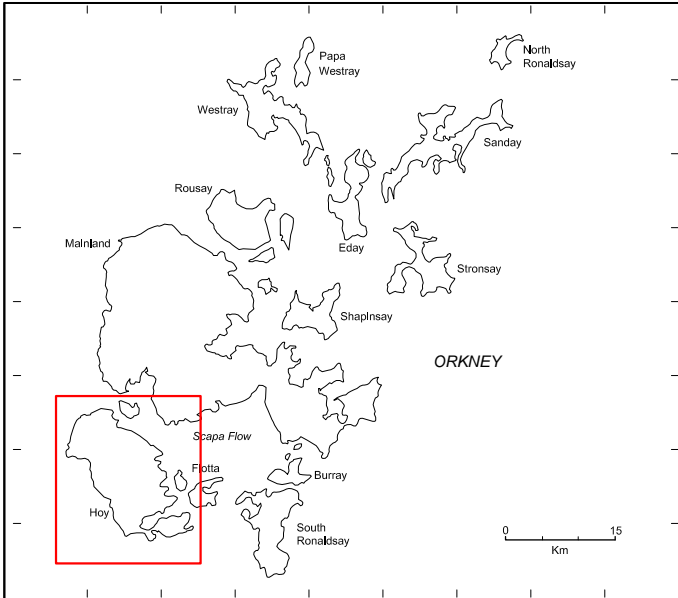 Papa
Westray
North
Ronaldsay
Westray
Sanday
Rousay
Mainland
Eday
Stronsay
ShapInsay
ORKNEY
Scapa Flow
Flotta
Burray
Hoy
South
Ronaldsay
0 15
Km